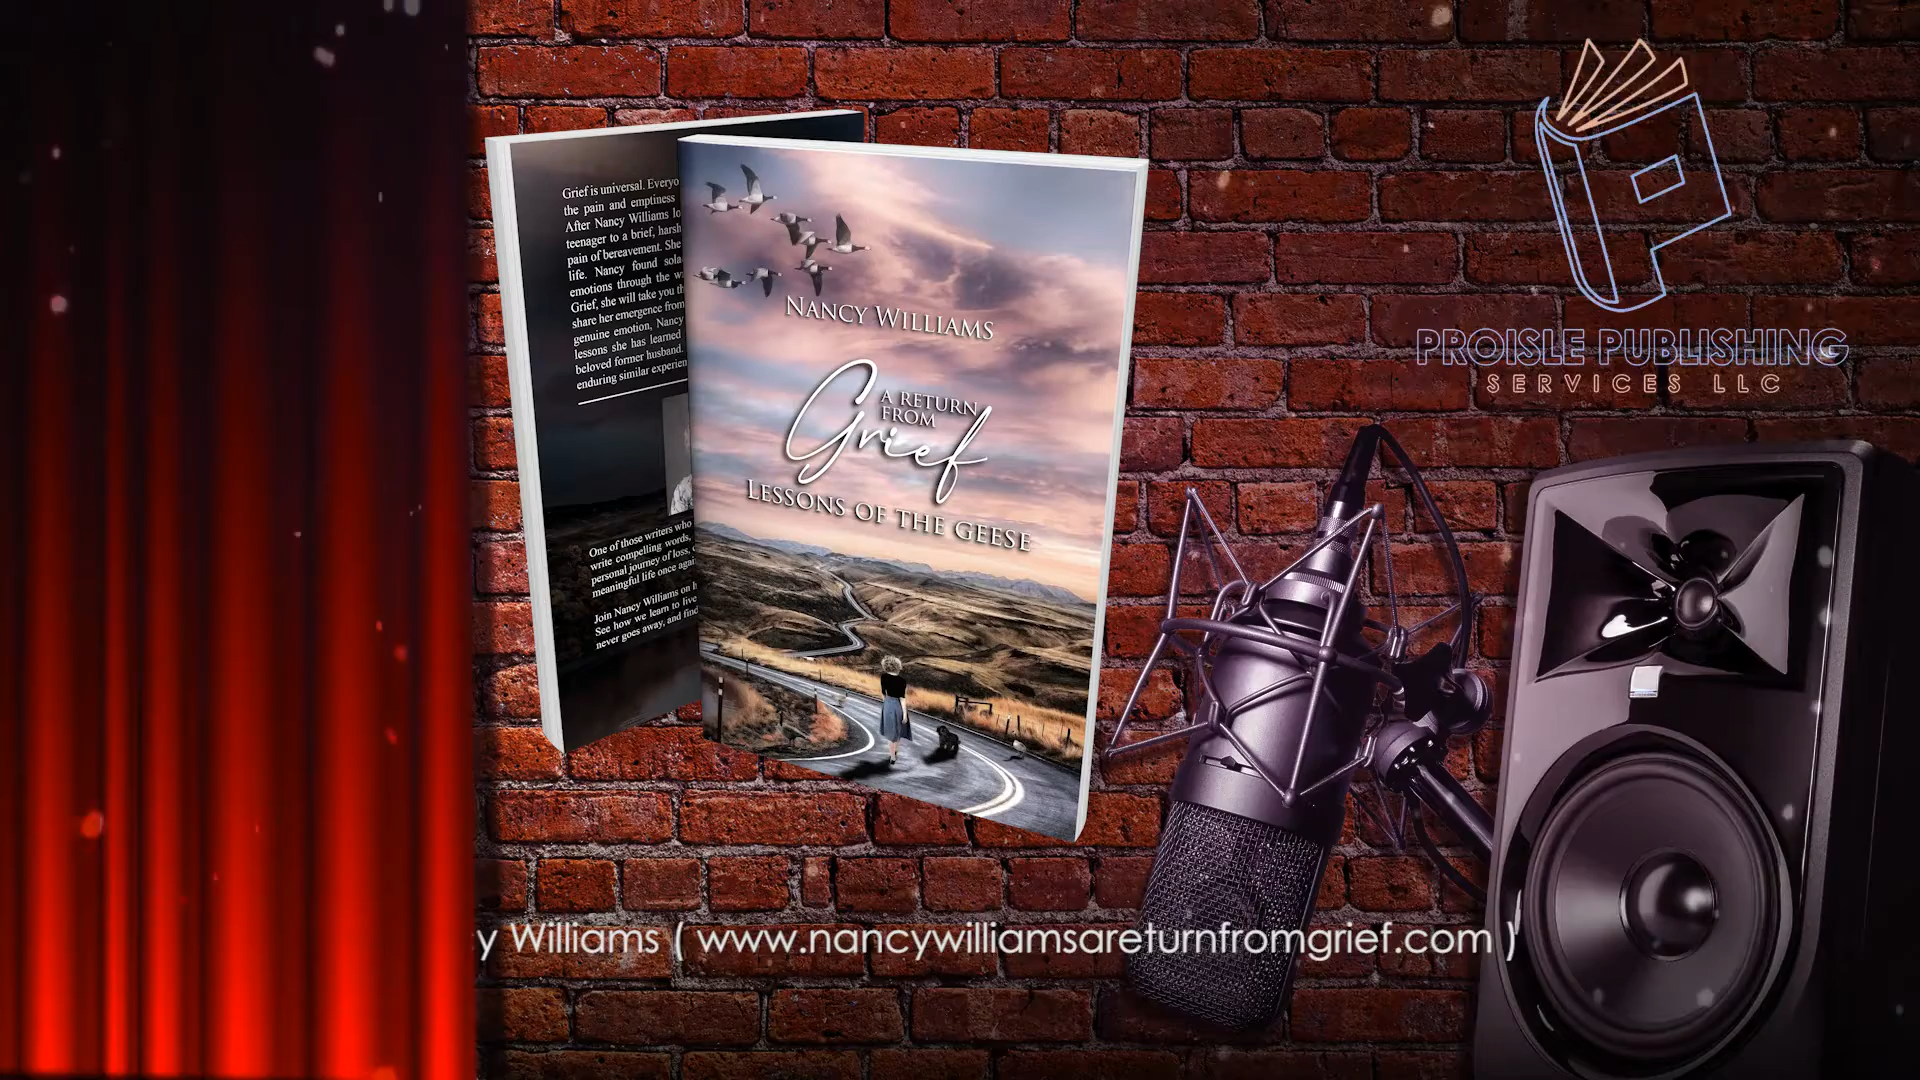 Grief is universal. Everyo
the pain and emptiness
After Nancy Williams lo
teenager to a brief, harsh
pain of bereavement. She
life. Nancy found sola
emotions through the w
Grief, she will take you th
share her emergence from
genuine emotion, Nancy
lessons she has learned
beloved former husband.
enduring similar experien
One of those writers who
write compelling words,
personal journey of loss,
meaningful life once agai
Join Nancy Williams on h
See how we learn to live
never goes away, and find
NANCY WILLIAMS
A RETURN
FROM
Grief
LESSONS OF THE GEESE
PROISLE PUBLISHING
SERVICES LLC
y Williams ( www.nancywilliamsareturnfromgrief.com )